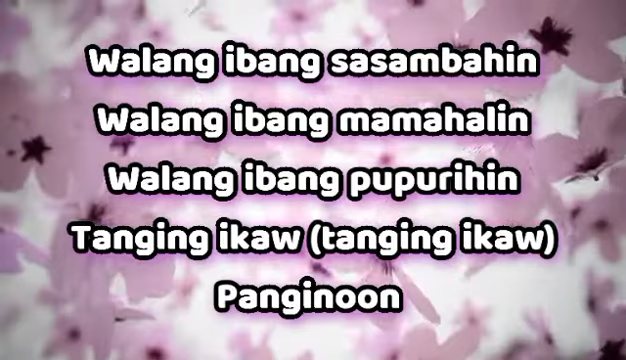 Walang ibang sasambahin
Walang ibang mamahalin
Walang ibang pupurihin
Tanging ikaw (tanging ikaw)
Panginoon